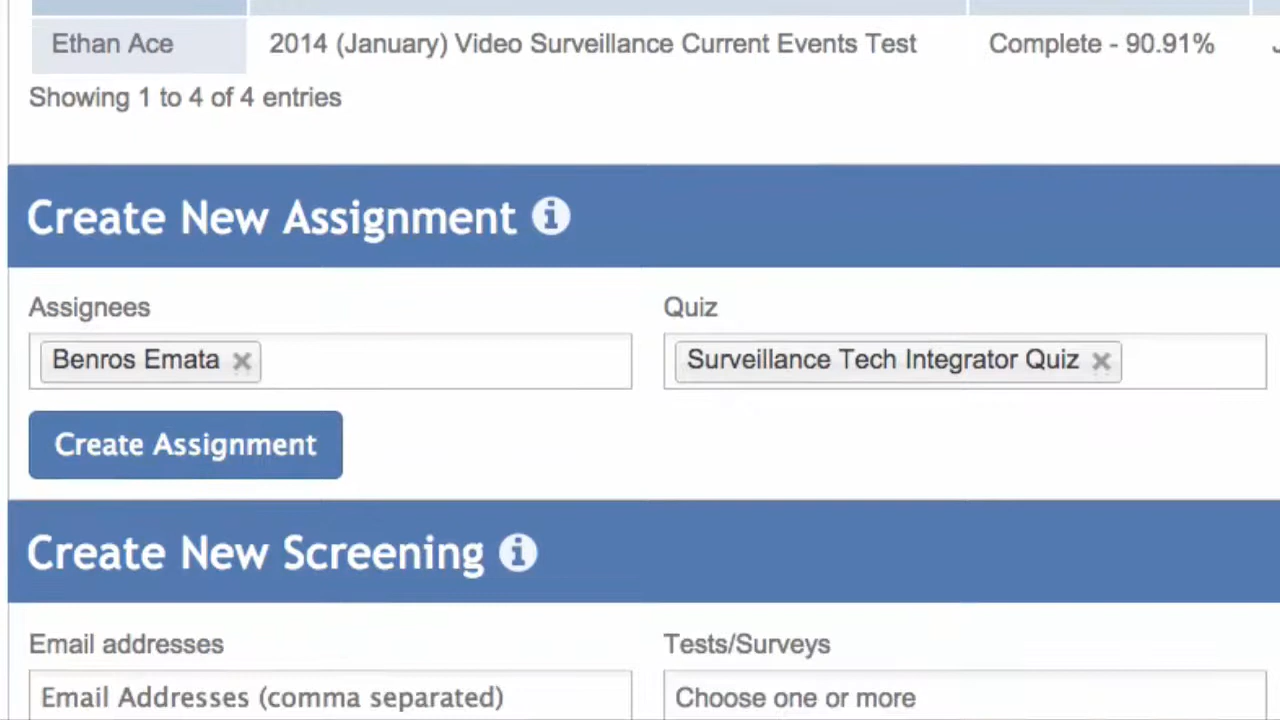 Ethan Ace 2014 (January) Video Surveillance Current Events Test Complete - 90.91%
Showing 1 to 4 of 4 entries
Create New Assignment
Assignees Quiz
Benros Emata Surveillance Tech Integrator Quiz
Create Assignment
Create New Screening
Email addresses Tests/Surveys
Email Addresses (comma separated) Choose one or more